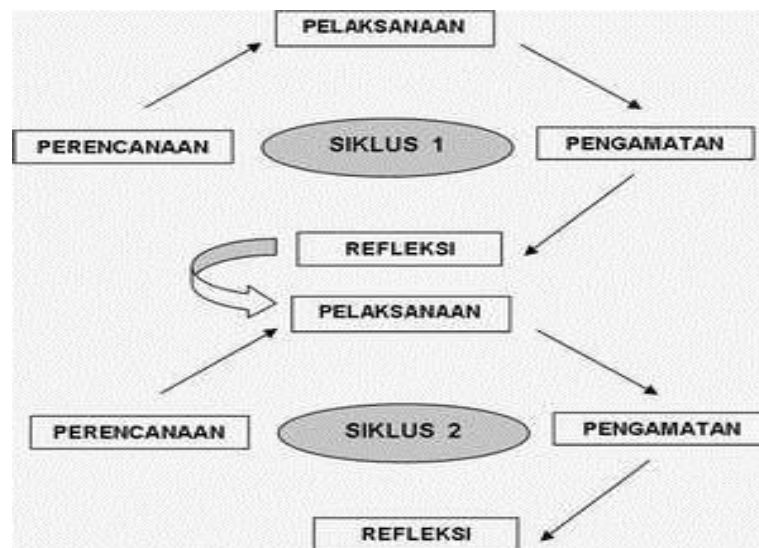 PELAKSANAAN
PERENCANAAN
SIKLUS 1
PENGAMATAN
REFLEKSI
PELAKSANAAN
PERENCANAAN
SIKLUS 2
PENGAMATAN
REFLEKSI